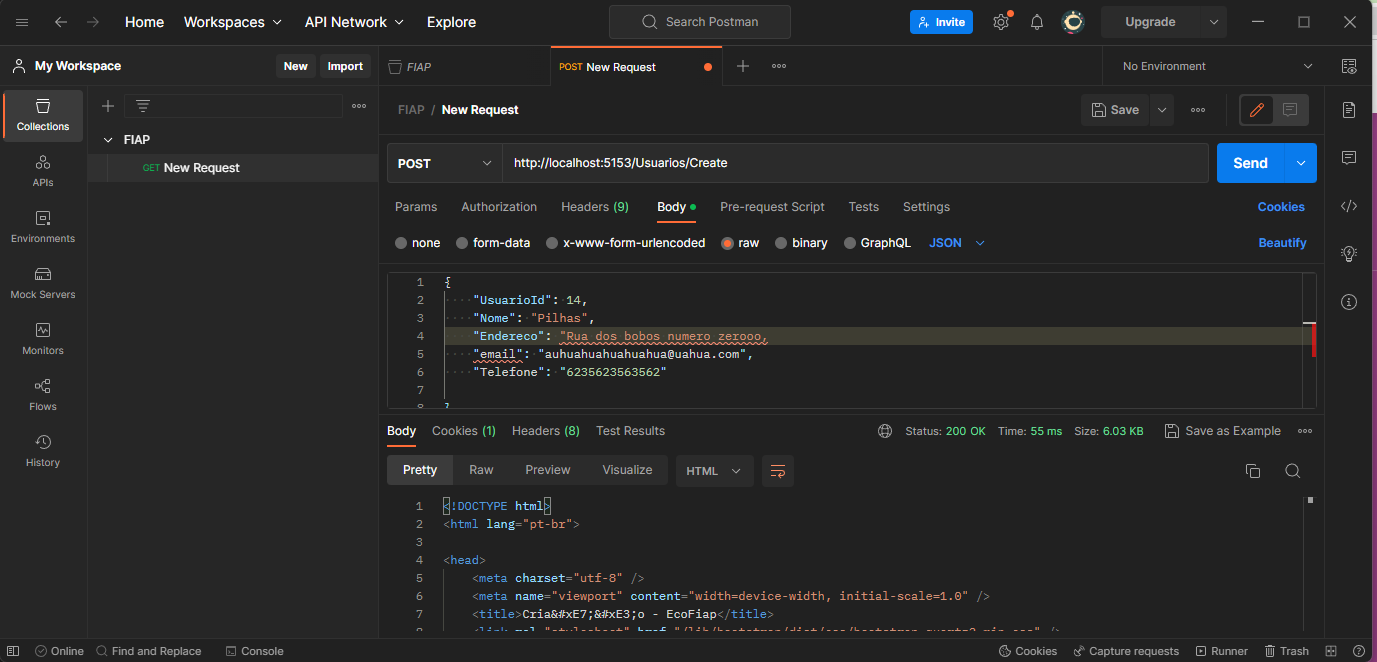 Home Workspaces API Network Explore Search Postman Invite Upgrade
My Workspace New Import FIAP POST New Request No Environment
Collections
APIs
Environments
Mock Servers
Monitors
Flows
History
FIAP
GET New Request
FIAP / New Request Save
POST http://localhost:5153/Usuarios/Create Send
Params Authorization Headers (9) Body Pre-request Script Tests Settings Cookies
none form-data x-www-form-urlencoded raw binary GraphQL JSON Beautify
1 {
2 "UsuarioId": 14,
3 "Nome": "Pilhas",
4 "Endereco": "Rua dos bobos numero zerooo,
5 "email": "auhuahuahuahuahua@uahua.com",
6 "Telefone": "6235623563562"
7
8 }
Body Cookies (1) Headers (8) Test Results Status: 200 OK Time: 55 ms Size: 6.03 KB Save as Example
Pretty Raw Preview Visualize HTML
1 <!DOCTYPE html>
2 <html lang="pt-br">
3
4 <head>
5 <meta charset="utf-8" />
6 <meta name="viewport" content="width=device-width, initial-scale=1.0" />
7 <title>Cria&#xE7;&#xE3;o - EcoFiap</title>
Online Find and Replace Console Cookies Capture requests Runner Trash